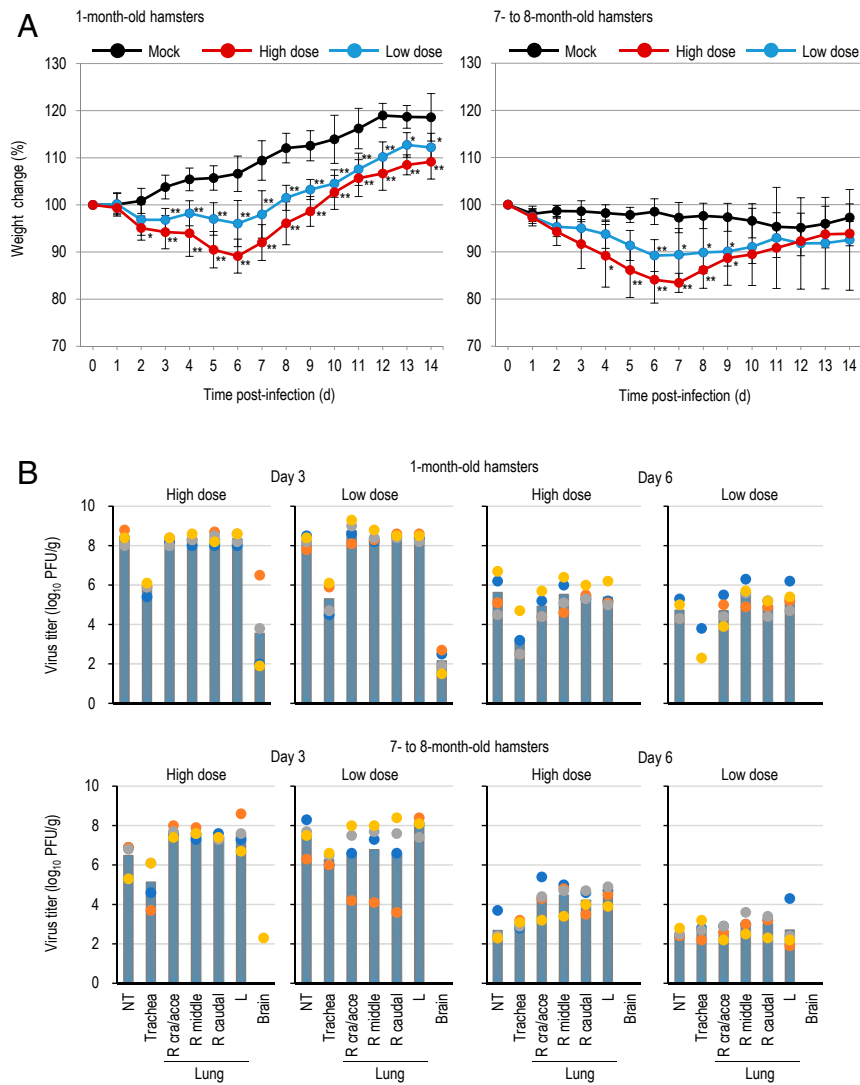 A
1-month-old hamsters
7- to 8-month-old hamsters
Mock High dose Low dose
Mock High dose Low dose
Weight change (%)
130
120
110
100
90
80
70
* ** ** ** ** ** ** ** ** ** ** ** **
** ** ** ** ** ** ** ** * *
* ** ** ** ** *
** * * *
0 1 2 3 4 5 6 7 8 9 10 11 12 13 14
0 1 2 3 4 5 6 7 8 9 10 11 12 13 14
Time post-infection (d)
Time post-infection (d)
B
1-month-old hamsters
Day 3
Day 6
High dose
Low dose
High dose
Low dose
Virus titer (log10 PFU/g)
10
8
6
4
2
0
7- to 8-month-old hamsters
Day 3
Day 6
High dose
Low dose
High dose
Low dose
Virus titer (log10 PFU/g)
10
8
6
4
2
0
NT Trachea R cra/acce R middle R caudal L Brain
Lung
NT Trachea R cra/acce R middle R caudal L Brain
Lung
NT Trachea R cra/acce R middle R caudal L Brain
Lung
NT Trachea R cra/acce R middle R caudal L Brain
Lung